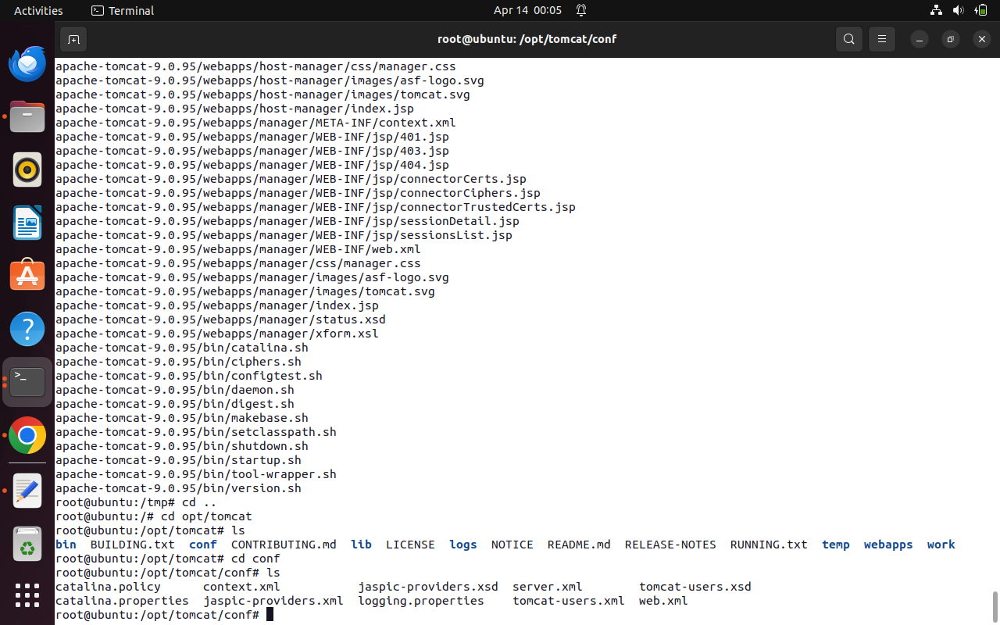 Activities Terminal Apr 14 00:05
root@ubuntu: /opt/tomcat/conf
apache-tomcat-9.0.95/webapps/host-manager/css/manager.css
apache-tomcat-9.0.95/webapps/host-manager/images/asf-logo.svg
apache-tomcat-9.0.95/webapps/host-manager/images/tomcat.svg
apache-tomcat-9.0.95/webapps/host-manager/index.jsp
apache-tomcat-9.0.95/webapps/manager/META-INF/context.xml
apache-tomcat-9.0.95/webapps/manager/WEB-INF/jsp/401.jsp
apache-tomcat-9.0.95/webapps/manager/WEB-INF/jsp/403.jsp
apache-tomcat-9.0.95/webapps/manager/WEB-INF/jsp/404.jsp
apache-tomcat-9.0.95/webapps/manager/WEB-INF/jsp/connectorCerts.jsp
apache-tomcat-9.0.95/webapps/manager/WEB-INF/jsp/connectorCiphers.jsp
apache-tomcat-9.0.95/webapps/manager/WEB-INF/jsp/connectorTrustedCerts.jsp
apache-tomcat-9.0.95/webapps/manager/WEB-INF/jsp/sessionDetail.jsp
apache-tomcat-9.0.95/webapps/manager/WEB-INF/jsp/sessionsList.jsp
apache-tomcat-9.0.95/webapps/manager/WEB-INF/web.xml
apache-tomcat-9.0.95/webapps/manager/css/manager.css
apache-tomcat-9.0.95/webapps/manager/images/asf-logo.svg
apache-tomcat-9.0.95/webapps/manager/images/tomcat.svg
apache-tomcat-9.0.95/webapps/manager/index.jsp
apache-tomcat-9.0.95/webapps/manager/status.xsd
apache-tomcat-9.0.95/webapps/manager/xform.xsl
apache-tomcat-9.0.95/bin/catalina.sh
apache-tomcat-9.0.95/bin/ciphers.sh
apache-tomcat-9.0.95/bin/configtest.sh
apache-tomcat-9.0.95/bin/daemon.sh
apache-tomcat-9.0.95/bin/digest.sh
apache-tomcat-9.0.95/bin/makebase.sh
apache-tomcat-9.0.95/bin/setclasspath.sh
apache-tomcat-9.0.95/bin/shutdown.sh
apache-tomcat-9.0.95/bin/startup.sh
apache-tomcat-9.0.95/bin/tool-wrapper.sh
apache-tomcat-9.0.95/bin/version.sh
root@ubuntu:/tmp# cd ..
root@ubuntu:/# cd opt/tomcat
root@ubuntu:/opt/tomcat# ls
bin BUILDING.txt conf CONTRIBUTING.md lib LICENSE logs NOTICE README.md RELEASE-NOTES RUNNING.txt temp webapps work
root@ubuntu:/opt/tomcat# cd conf
root@ubuntu:/opt/tomcat/conf# ls
catalina.policy context.xml jaspic-providers.xsd server.xml tomcat-users.xsd
catalina.properties jaspic-providers.xml logging.properties tomcat-users.xml web.xml
root@ubuntu:/opt/tomcat/conf#